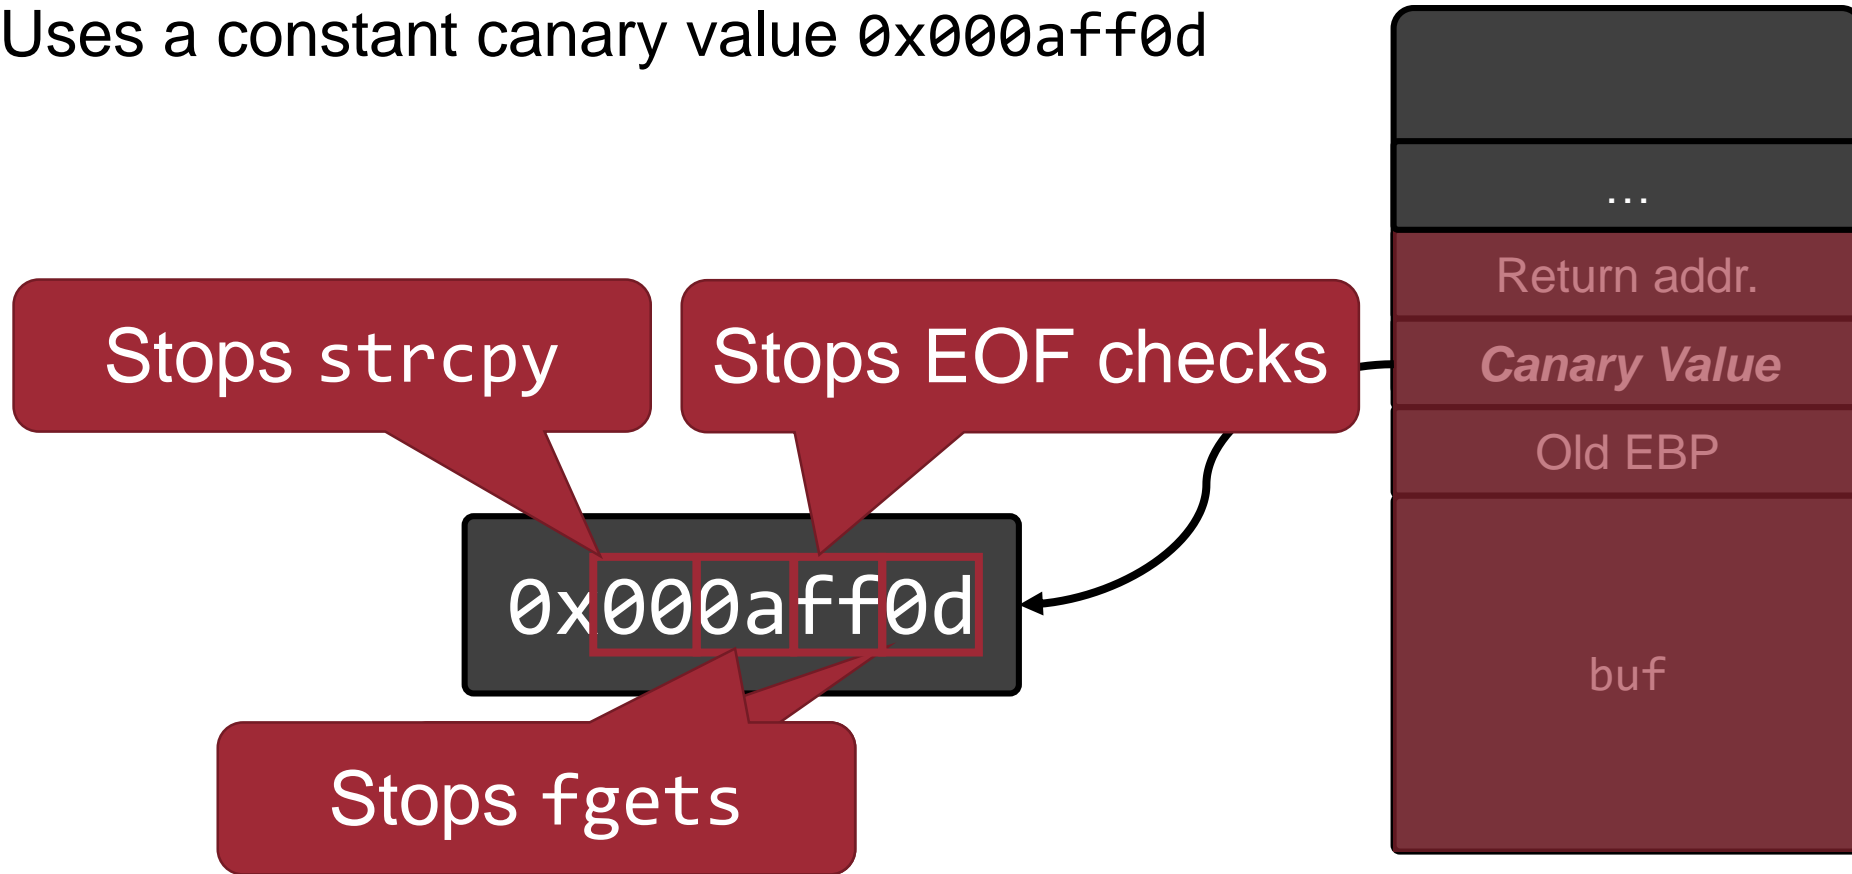 Uses a constant canary value 0x000aff0d
...
Return addr.
Stops strcpy
Stops EOF checks
Canary Value
Old EBP
0x000aff0d
buf
Stops fgets